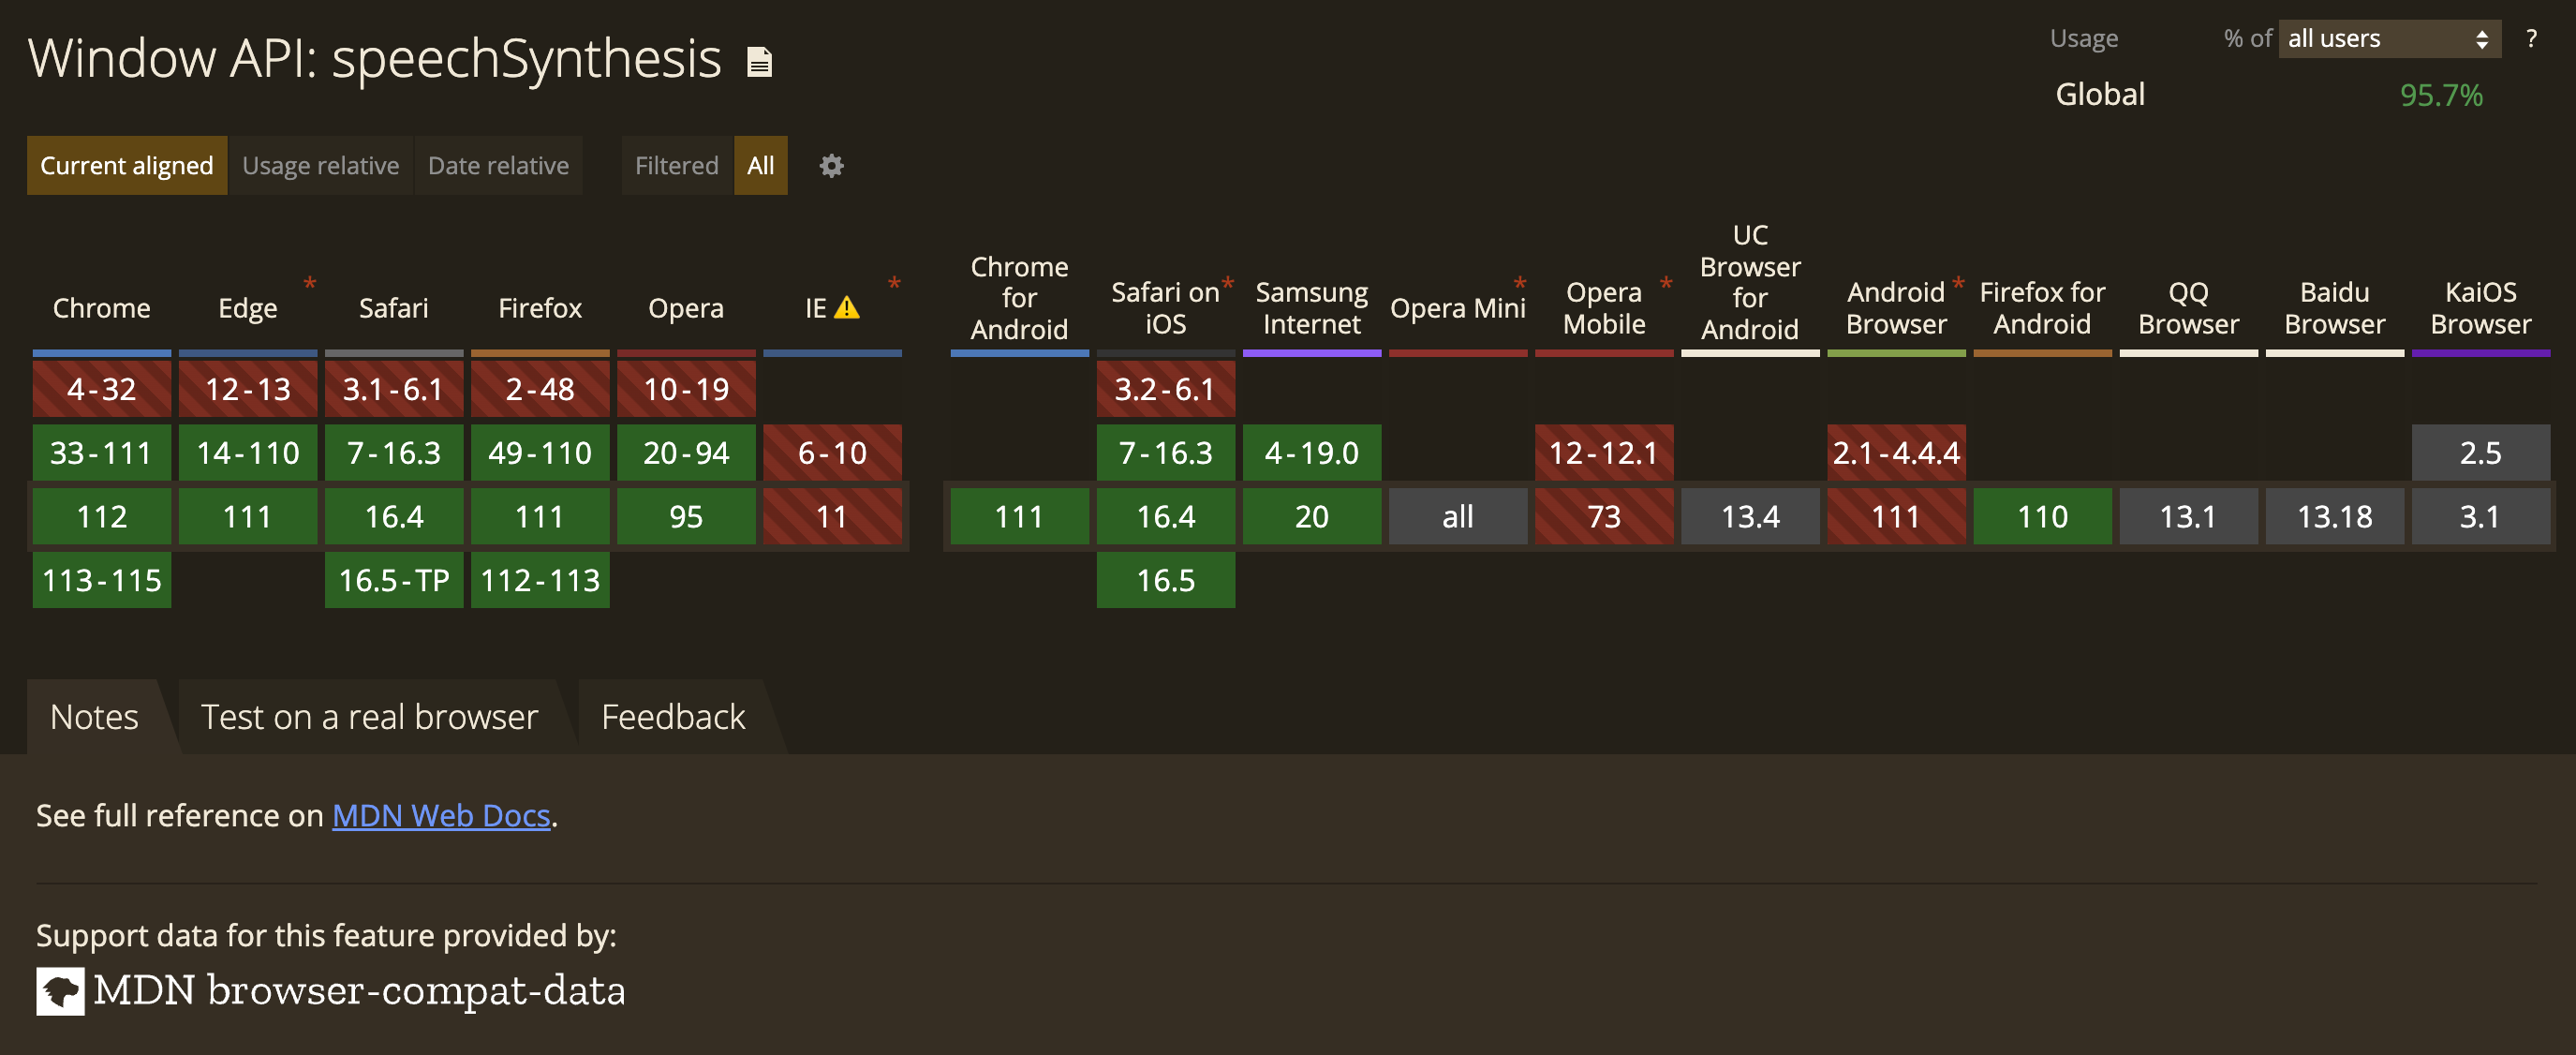 Window API: speechSynthesis
Usage % of all users ?
Global 95.7%
Current aligned Usage relative Date relative Filtered All
Chrome Edge * Safari Firefox Opera IE * Chrome for Android Safari on iOS * Samsung Internet Opera Mini * Opera Mobile * UC Browser for Android Android Browser * Firefox for Android QQ Browser Baidu Browser KaiOS Browser
4-32 12-13 3.1-6.1 2-48 10-19 3.2-6.1
33-111 14-110 7-16.3 49-110 20-94 6-10 7-16.3 4-19.0 12-12.1 2.1-4.4.4 2.5
112 111 16.4 111 95 11 111 16.4 20 all 73 13.4 111 110 13.1 13.18 3.1
113-115 16.5-TP 112-113 16.5
Notes Test on a real browser Feedback
See full reference on MDN Web Docs.
Support data for this feature provided by:
MDN browser-compat-data